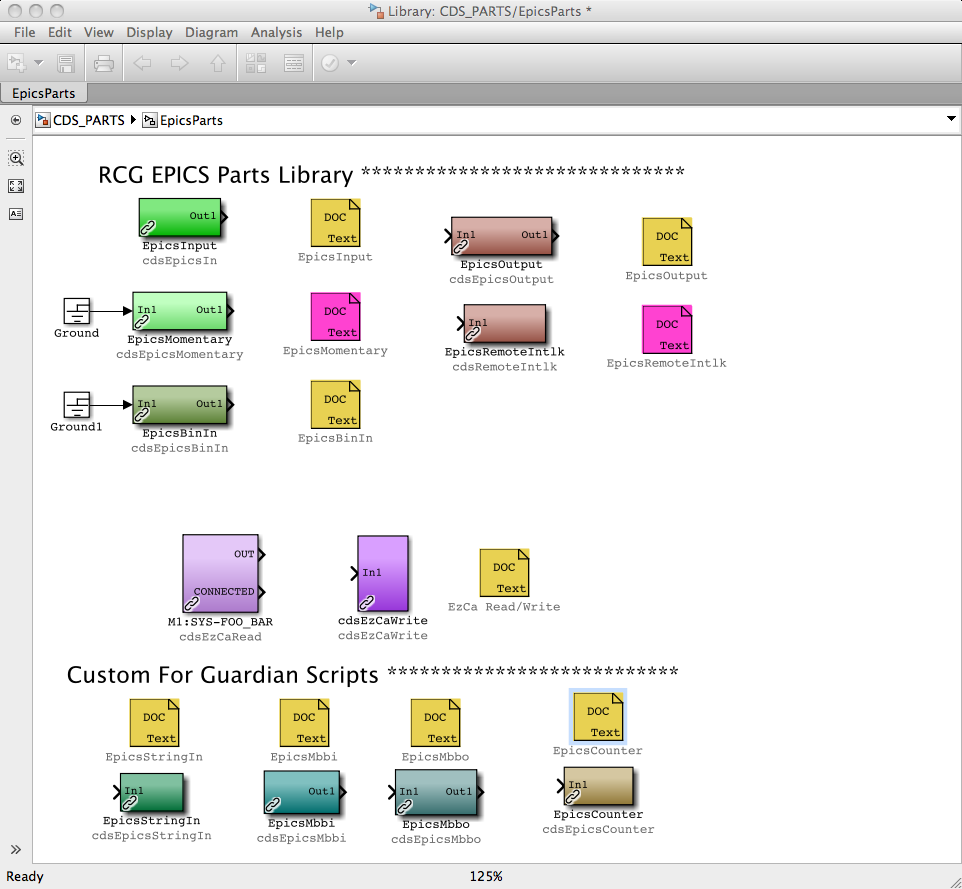 Library: CDS_PARTS/EpicsParts *
File Edit View Display Diagram Analysis Help
EpicsParts
CDS_PARTS EpicsParts
RCG EPICS Parts Library ******************************
Out1
EpicsInput
cdsEpicsIn
DOC
Text
EpicsInput
In1 Out1
EpicsOutput
cdsEpicsOutput
DOC
Text
EpicsOutput
Ground
In1 Out1
EpicsMomentary
cdsEpicsMomentary
DOC
Text
EpicsMomentary
In1
EpicsRemoteIntlk
cdsRemoteIntlk
DOC
Text
EpicsRemoteIntlk
Ground1
In1 Out1
EpicsBinIn
cdsEpicsBinIn
DOC
Text
EpicsBinIn
OUT
CONNECTED
M1:SYS-FOO_BAR
cdsEzCaRead
In1
cdsEzCaWrite
cdsEzCaWrite
DOC
Text
EzCa Read/Write
Custom For Guardian Scripts ***************************
DOC
Text
EpicsStringIn
DOC
Text
EpicsMbbi
DOC
Text
EpicsMbbo
DOC
Text
EpicsCounter
In1
EpicsStringIn
cdsEpicsStringIn
Out1
EpicsMbbi
cdsEpicsMbbi
In1 Out1
EpicsMbbo
cdsEpicsMbbo
In1
EpicsCounter
cdsEpicsCounter
Ready 125%